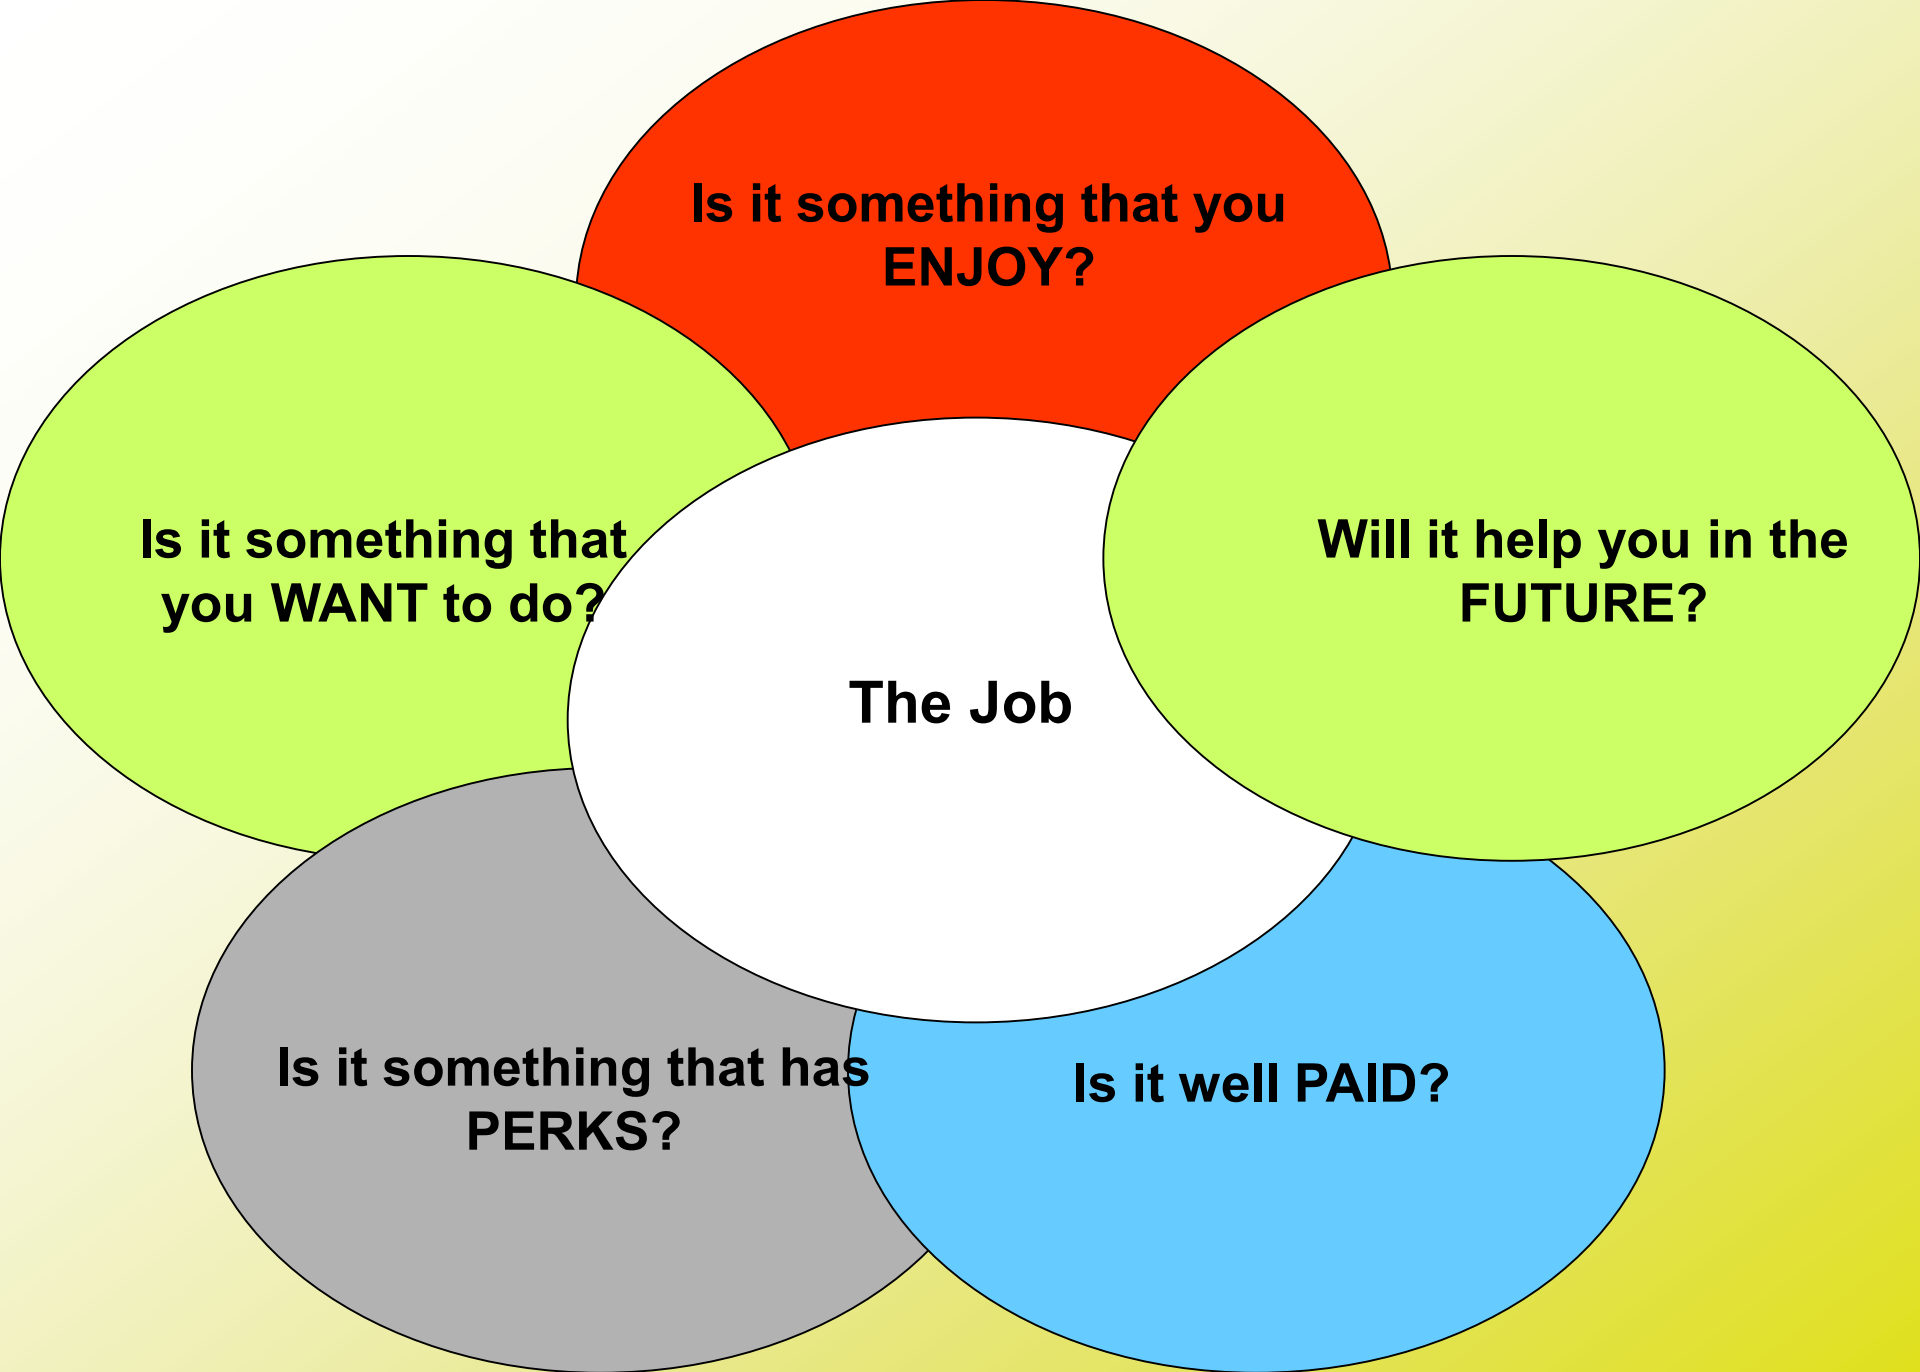 Is it something that you
ENJOY?
Is it something that
you WANT to do?
Will it help you in the
FUTURE?
The Job
Is it something that has
PERKS?
Is it well PAID?